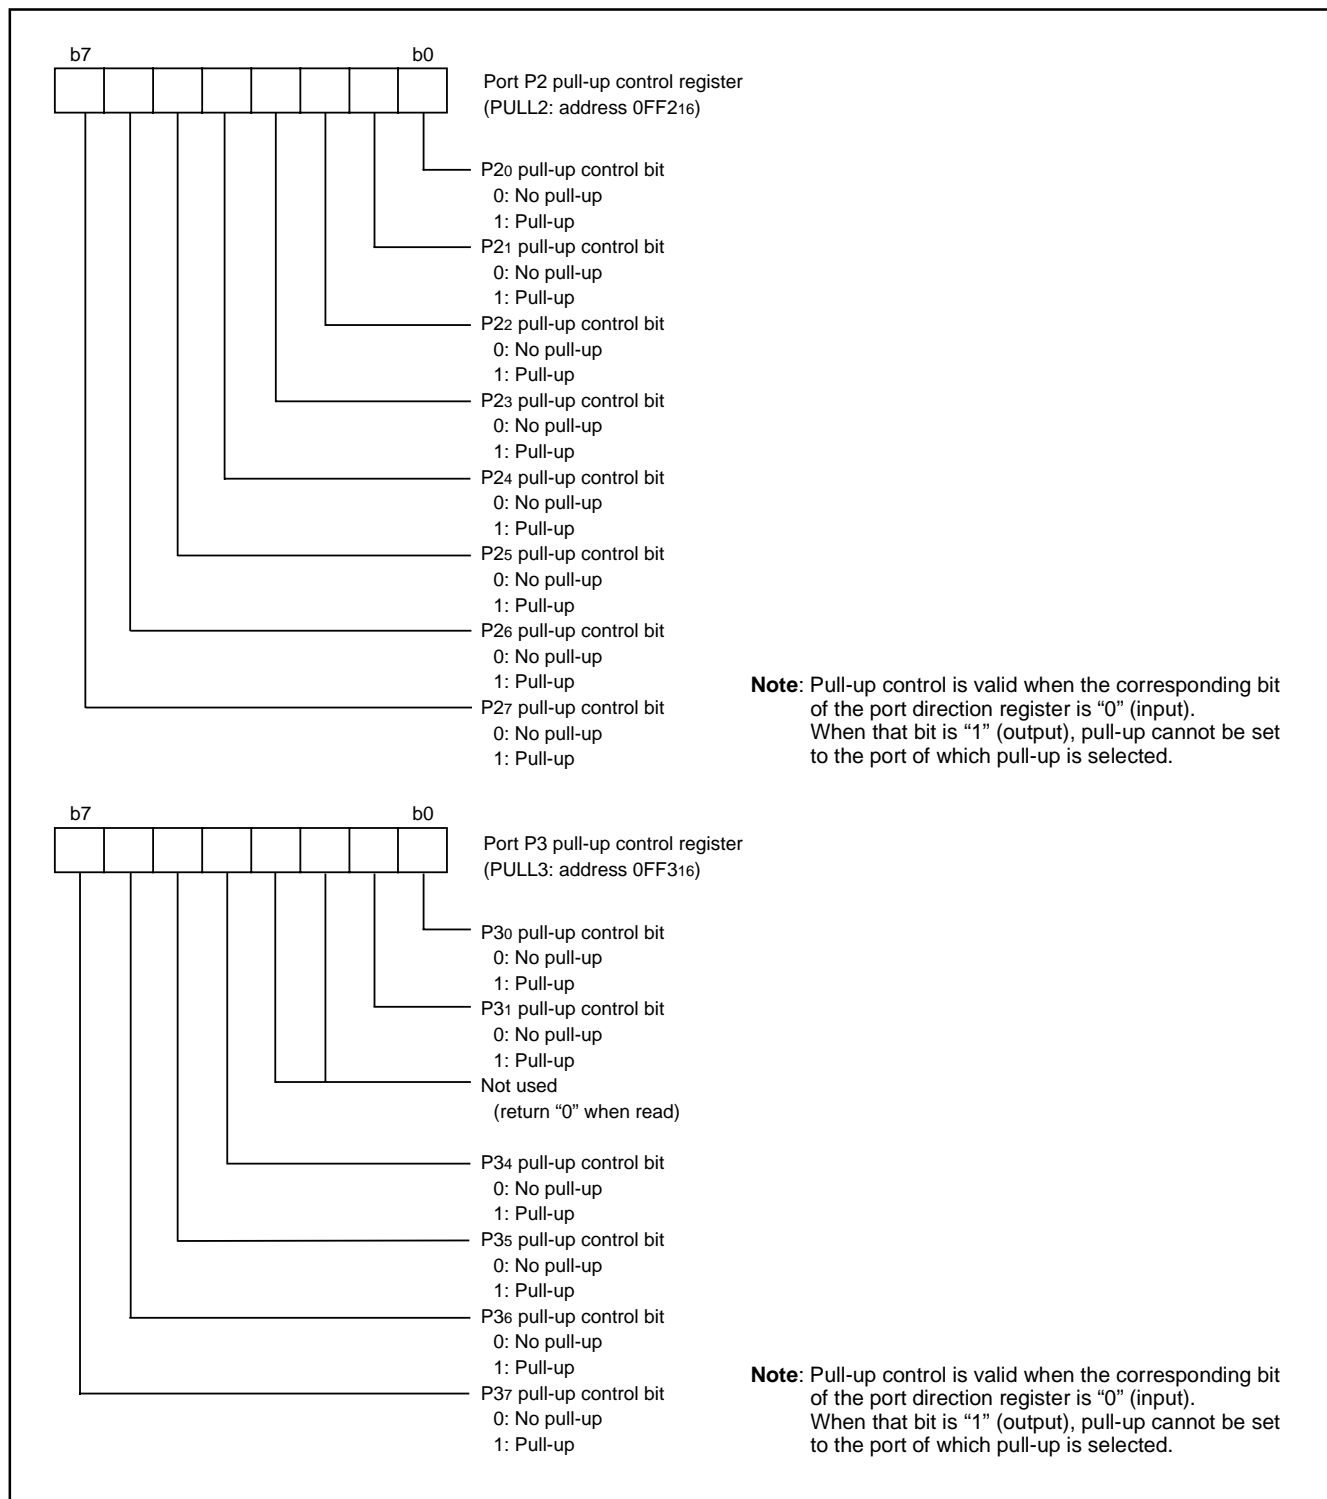 b7 b0
Port P2 pull-up control register
(PULL2: address 0FF216)
P20 pull-up control bit
0: No pull-up
1: Pull-up
P21 pull-up control bit
0: No pull-up
1: Pull-up
P22 pull-up control bit
0: No pull-up
1: Pull-up
P23 pull-up control bit
0: No pull-up
1: Pull-up
P24 pull-up control bit
0: No pull-up
1: Pull-up
P25 pull-up control bit
0: No pull-up
1: Pull-up
P26 pull-up control bit
0: No pull-up
1: Pull-up
P27 pull-up control bit
0: No pull-up
1: Pull-up
Note: Pull-up control is valid when the corresponding bit
of the port direction register is “0” (input).
When that bit is “1” (output), pull-up cannot be set
to the port of which pull-up is selected.
b7 b0
Port P3 pull-up control register
(PULL3: address 0FF316)
P30 pull-up control bit
0: No pull-up
1: Pull-up
P31 pull-up control bit
0: No pull-up
1: Pull-up
Not used
(return “0” when read)
P34 pull-up control bit
0: No pull-up
1: Pull-up
P35 pull-up control bit
0: No pull-up
1: Pull-up
P36 pull-up control bit
0: No pull-up
1: Pull-up
P37 pull-up control bit
0: No pull-up
1: Pull-up
Note: Pull-up control is valid when the corresponding bit
of the port direction register is “0” (input).
When that bit is “1” (output), pull-up cannot be set
to the port of which pull-up is selected.